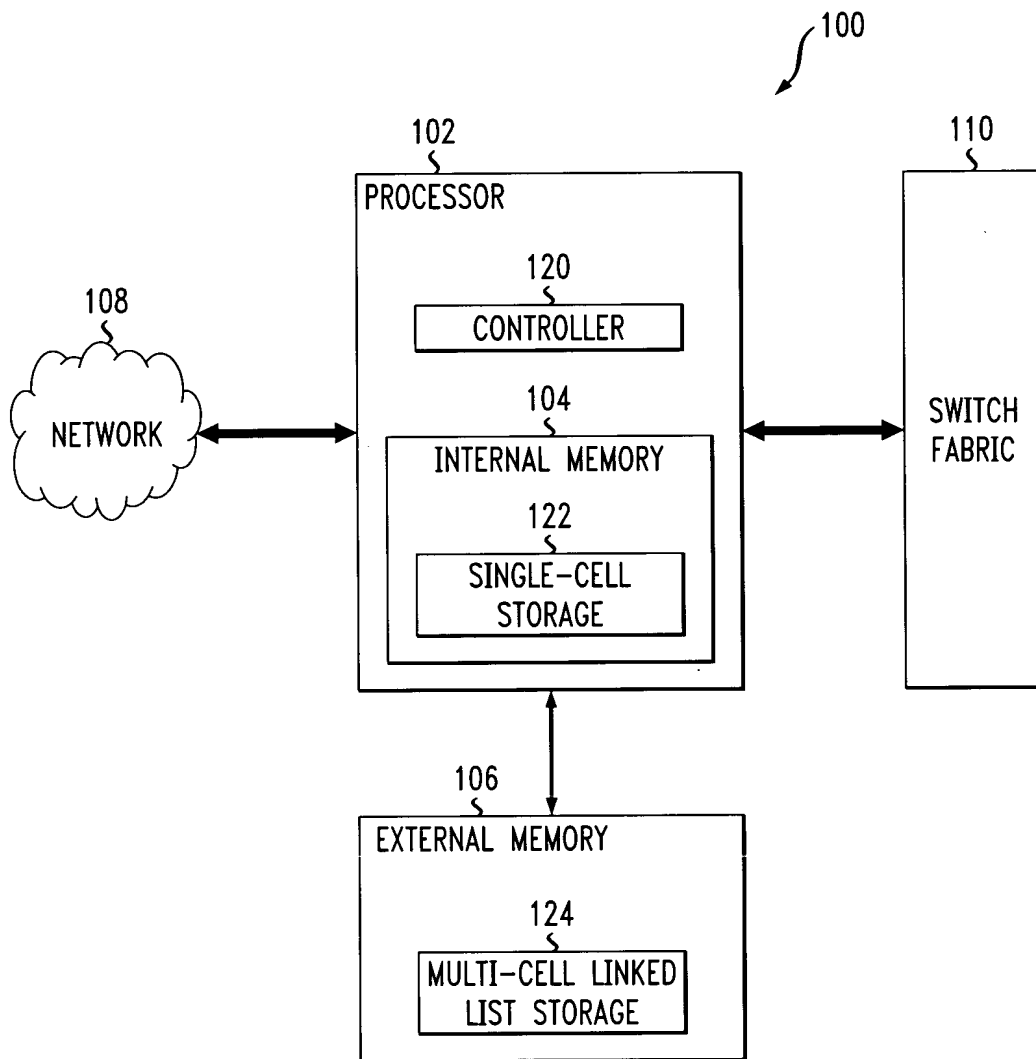 100
102
110
PROCESSOR
120
CONTROLLER
108
NETWORK
104
INTERNAL MEMORY
SWITCH
FABRIC
122
SINGLE-CELL
STORAGE
106
EXTERNAL MEMORY
124
MULTI-CELL LINKED
LIST STORAGE